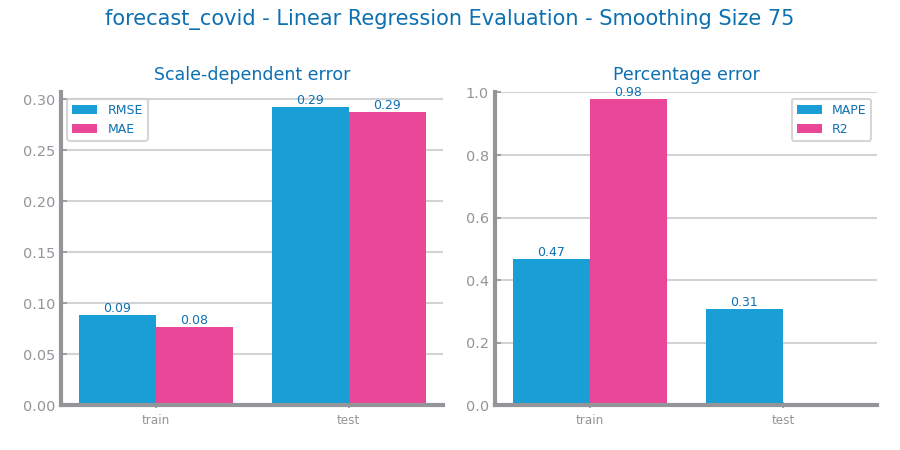 forecast_covid - Linear Regression Evaluation - Smoothing Size 75
Scale-dependent error
0.30
0.25
0.20
0.15
0.10
0.05
0.00
RMSE
MAE
0.09
0.08
0.29
0.29
train
test
Percentage error
1.0
0.8
0.6
0.4
0.2
0.0
MAPE
R2
0.47
0.98
0.31
train
test